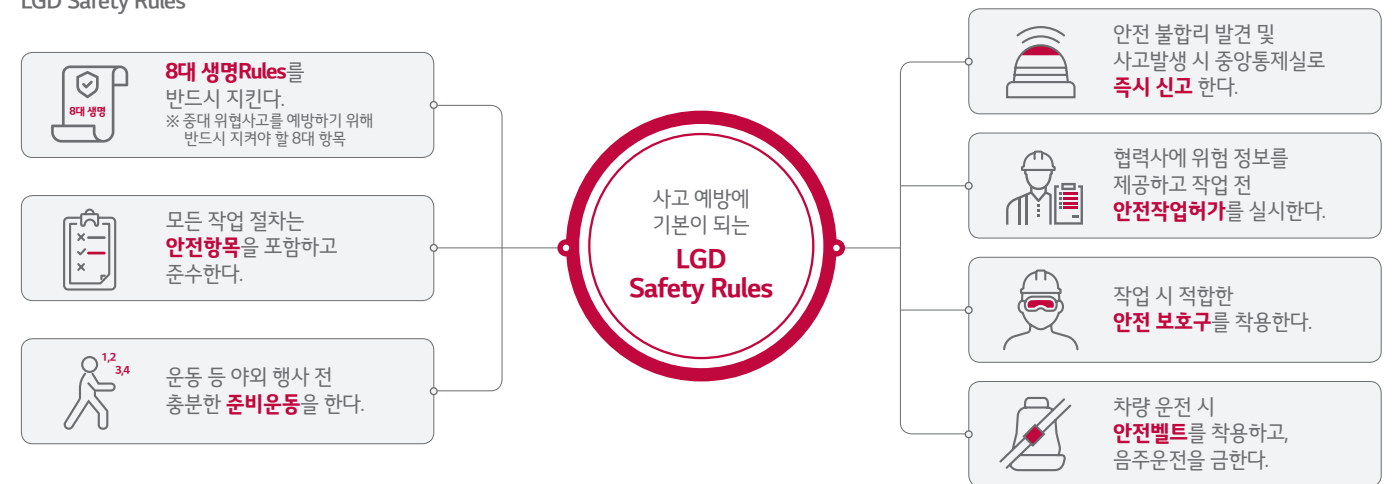 LGD Safety Rules
8대 생명
8대 생명Rules를
반드시 지킨다.
※ 중대 위협사고를 예방하기 위해
반드시 지켜야 할 8대 항목
모든 작업 절차는
안전항목을 포함하고
준수한다.
1,2
3,4
운동 등 야외 행사 전
충분한 준비운동을 한다.
사고 예방에
기본이 되는
LGD
Safety Rules
안전 불합리 발견 및
사고발생 시 중앙통제실로
즉시 신고 한다.
협력사에 위험 정보를
제공하고 작업 전
안전작업허가를 실시한다.
작업 시 적합한
안전 보호구를 착용한다.
차량 운전 시
안전벨트를 착용하고,
음주운전을 금한다.